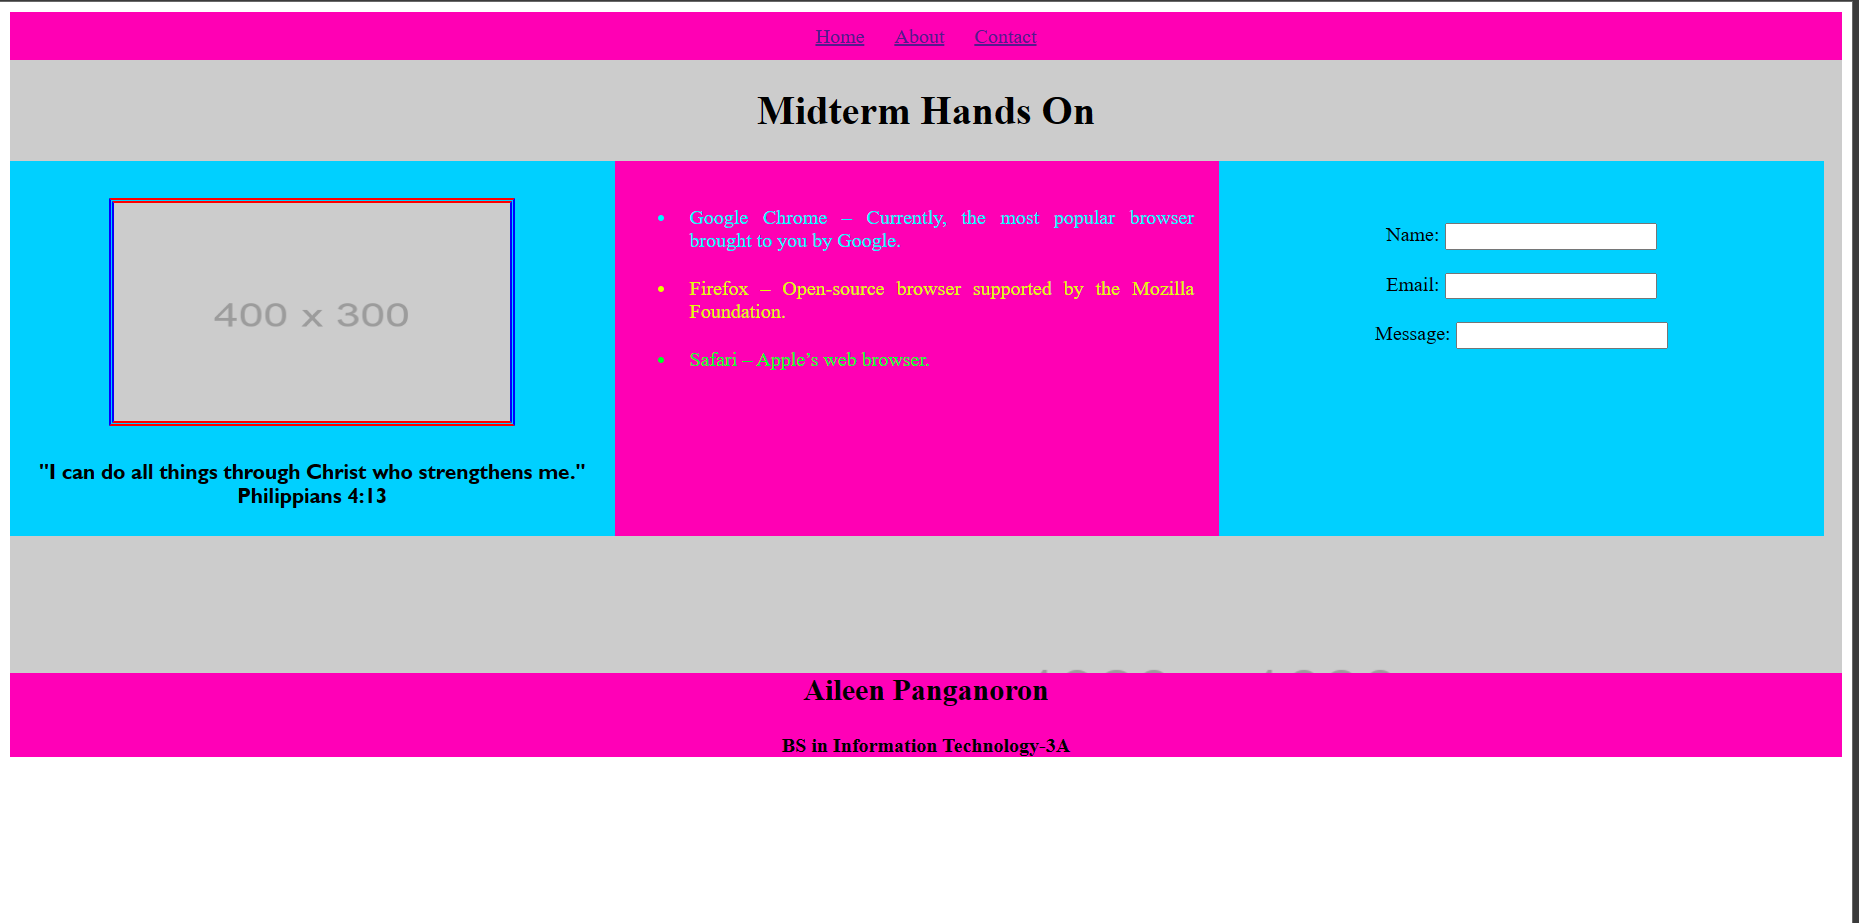 Home About Contact
Midterm Hands On
400 x 300
"I can do all things through Christ who strengthens me."
Philippians 4:13
• Google Chrome – Currently, the most popular browser
brought to you by Google.
• Firefox – Open-source browser supported by the Mozilla
Foundation.
• Safari – Apple’s web browser.
Name:
Email:
Message:
Aileen Panganoron
BS in Information Technology-3A